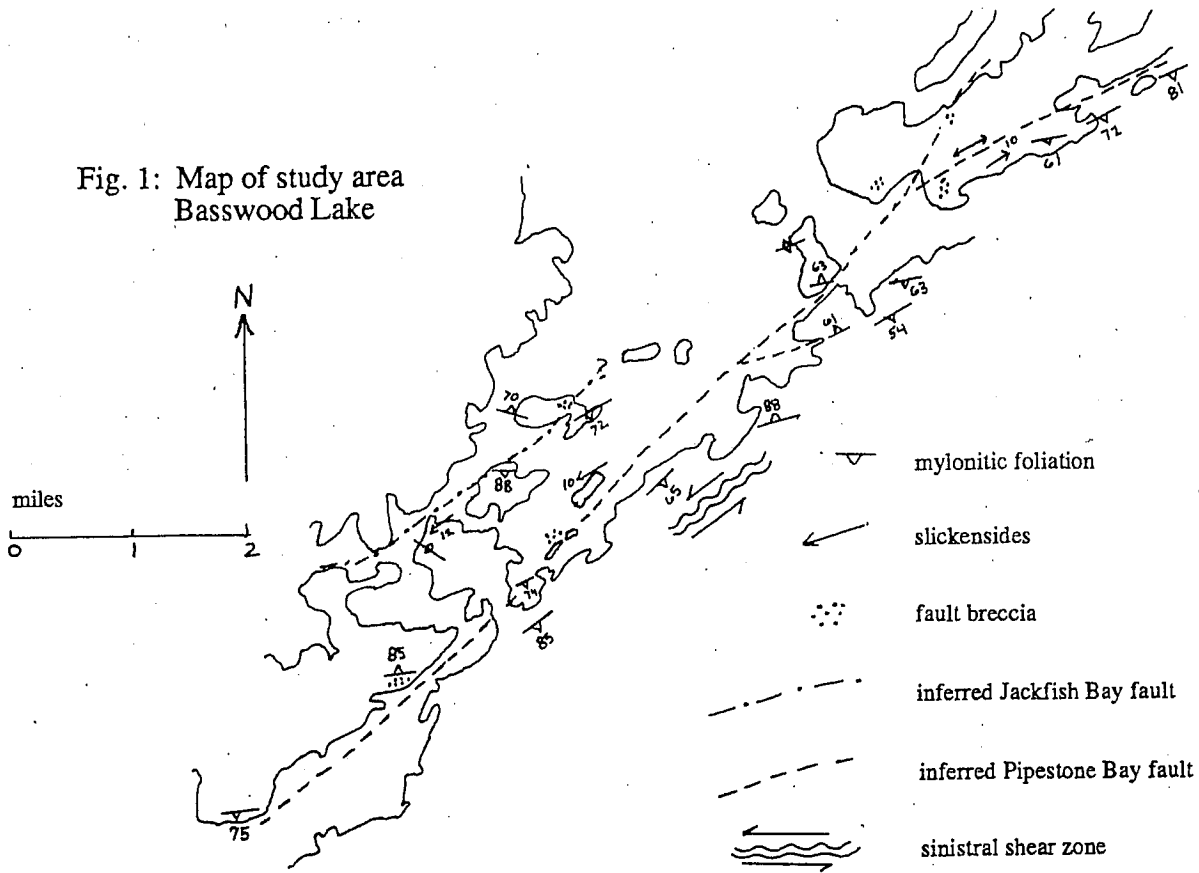 Fig. 1: Map of study area
Basswood Lake
N
miles
0 1 2
81
72
10
61
63
63
54
61
88
70
?
72
88
10
65
12
74
85
85
75
mylonitic foliation
slickensides
fault breccia
inferred Jackfish Bay fault
inferred Pipestone Bay fault
sinistral shear zone